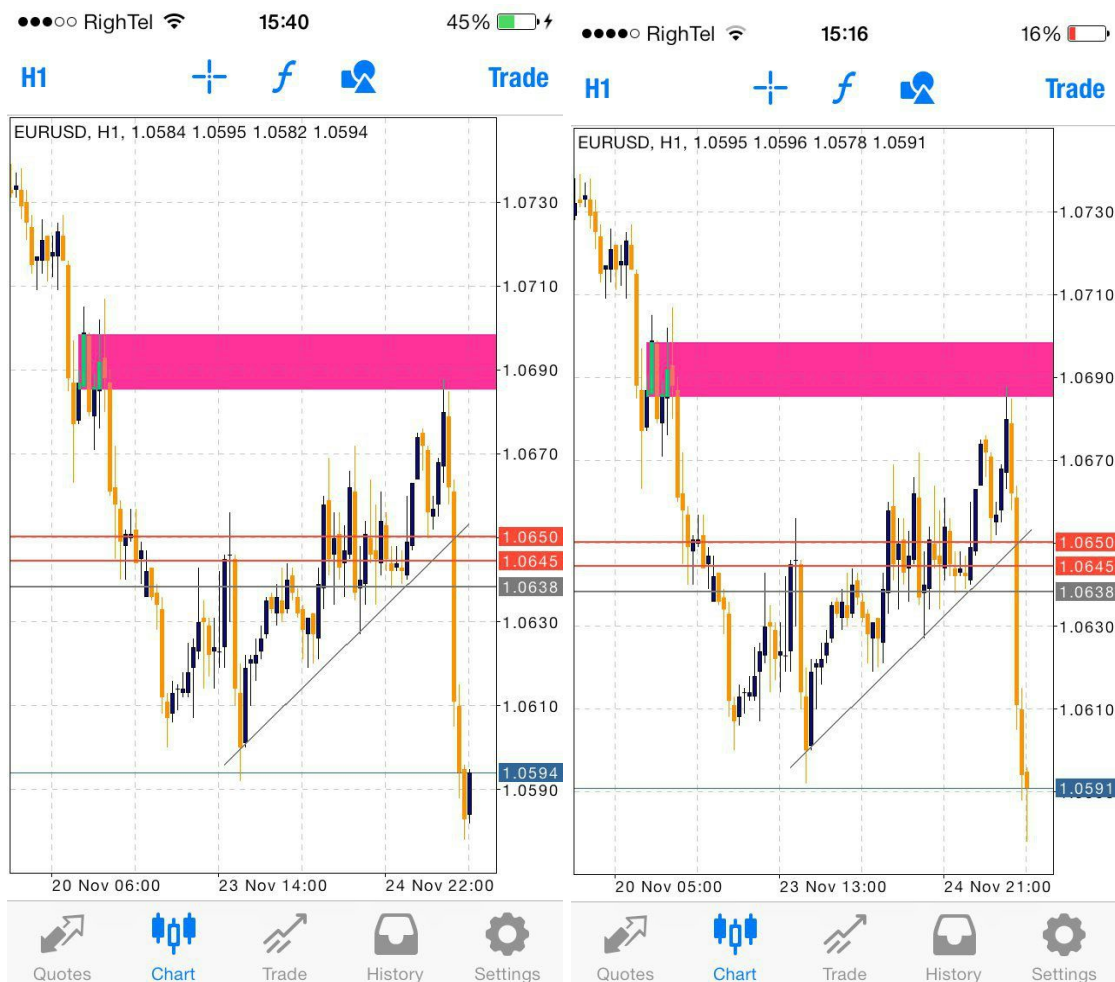 RighTel 15:40 45%
H1 f Trade
EURUSD, H1, 1.0584 1.0595 1.0582 1.0594
1.0730
1.0710
1.0690
1.0670
1.0650
1.0645
1.0638
1.0630
1.0610
1.0594
1.0590
20 Nov 06:00 23 Nov 14:00 24 Nov 22:00
Quotes Chart Trade History Settings
RighTel 15:16 16%
H1 f Trade
EURUSD, H1, 1.0595 1.0596 1.0578 1.0591
1.0730
1.0710
1.0690
1.0670
1.0650
1.0645
1.0638
1.0630
1.0610
1.0591
20 Nov 05:00 23 Nov 13:00 24 Nov 21:00
Quotes Chart Trade History Settings